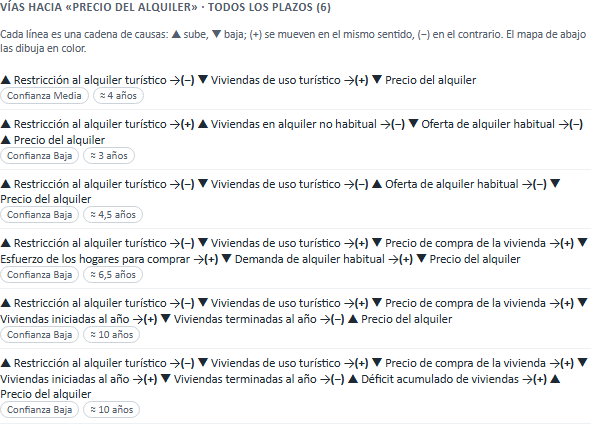 VÍAS HACIA «PRECIO DEL ALQUILER» · TODOS LOS PLAZOS (6)
Cada línea es una cadena de causas: ▲ sube, ▼ baja; (+) se mueven en el mismo sentido, (−) en el contrario. El mapa de abajo
las dibuja en color.
▲ Restricción al alquiler turístico →(−) ▼ Viviendas de uso turístico →(+) ▼ Precio del alquiler
Confianza Media ≈ 4 años
▲ Restricción al alquiler turístico →(+) ▲ Viviendas en alquiler no habitual →(−) ▼ Oferta de alquiler habitual →(−)
▲ Precio del alquiler
Confianza Baja ≈ 3 años
▲ Restricción al alquiler turístico →(−) ▼ Viviendas de uso turístico →(−) ▲ Oferta de alquiler habitual →(−) ▼
Precio del alquiler
Confianza Baja ≈ 4,5 años
▲ Restricción al alquiler turístico →(−) ▼ Viviendas de uso turístico →(+) ▼ Precio de compra de la vivienda →(+) ▼
Esfuerzo de los hogares para comprar →(+) ▼ Demanda de alquiler habitual →(+) ▼ Precio del alquiler
Confianza Baja ≈ 6,5 años
▲ Restricción al alquiler turístico →(−) ▼ Viviendas de uso turístico →(+) ▼ Precio de compra de la vivienda →(+) ▼
Viviendas iniciadas al año →(+) ▼ Viviendas terminadas al año →(−) ▲ Precio del alquiler
Confianza Baja ≈ 10 años
▲ Restricción al alquiler turístico →(−) ▼ Viviendas de uso turístico →(+) ▼ Precio de compra de la vivienda →(+) ▼
Viviendas iniciadas al año →(+) ▼ Viviendas terminadas al año →(−) ▲ Déficit acumulado de viviendas →(+) ▲
Precio del alquiler
Confianza Baja ≈ 10 años